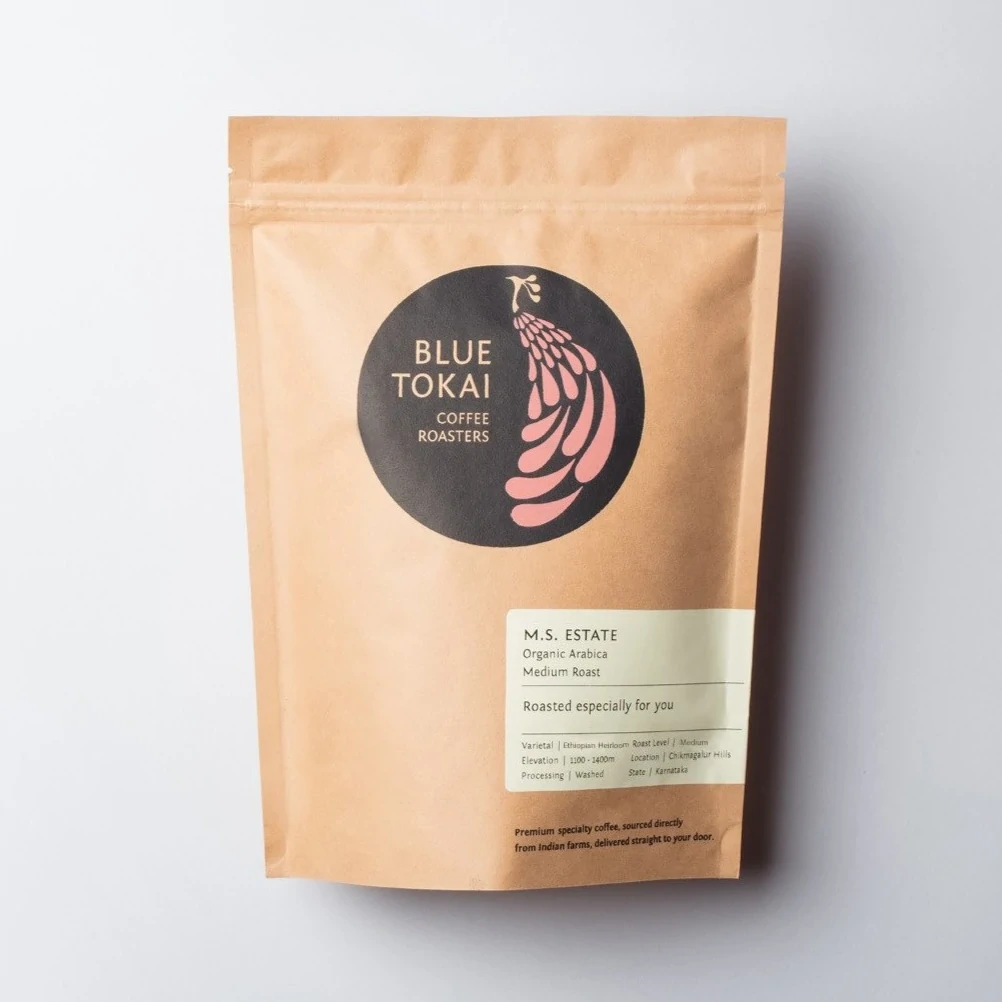 BLUE
TOKAI
COFFEE
ROASTERS
M.S. ESTATE
Organic Arabica
Medium Roast
Roasted especially for you
Varietal | Ethiopian Heirloom Roast Level | Medium
Elevation | 1100 - 1400m Location | Chikmagalur Hills
Processing | Washed State | Karnataka
Premium specialty coffee, sourced directly
from Indian farms, delivered straight to your door.